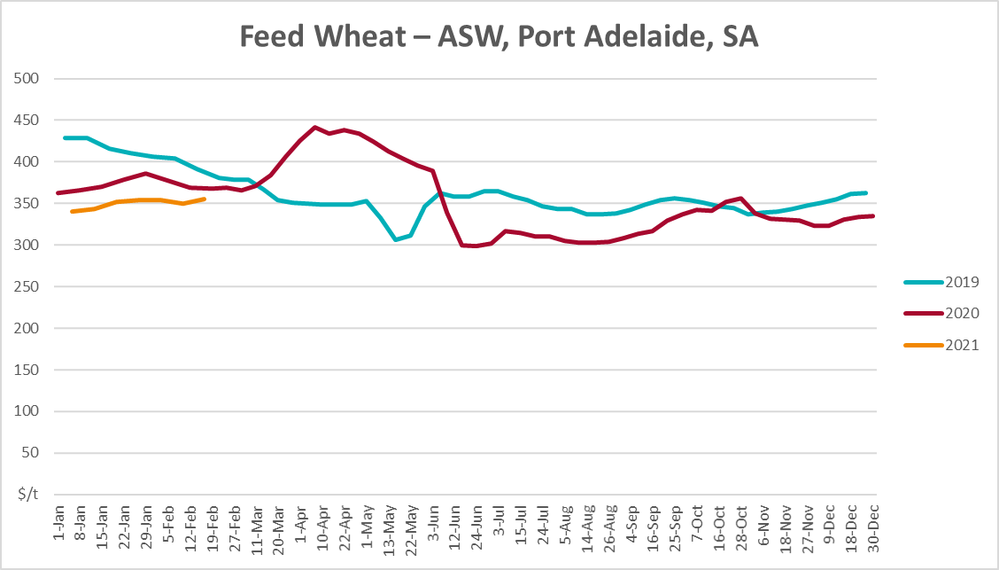 Feed Wheat – ASW, Port Adelaide, SA
500
450
400
350
300
250
200
150
100
50
$/t
1-Jan
8-Jan
15-Jan
22-Jan
29-Jan
5-Feb
12-Feb
19-Feb
27-Feb
11-Mar
20-Mar
1-Apr
10-Apr
22-Apr
1-May
13-May
22-May
3-Jun
12-Jun
24-Jun
3-Jul
15-Jul
24-Jul
5-Aug
14-Aug
26-Aug
4-Sep
16-Sep
25-Sep
7-Oct
16-Oct
28-Oct
6-Nov
18-Nov
27-Nov
9-Dec
18-Dec
30-Dec
2019
2020
2021